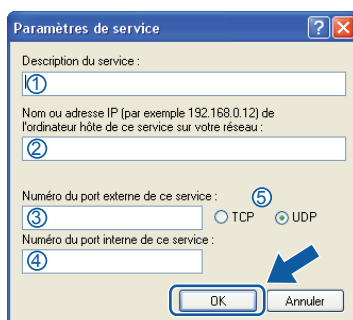 Paramètres de service
Description du service :
①
Nom ou adresse IP (par exemple 192.168.0.12) de
l'ordinateur hôte de ce service sur votre réseau :
②
Numéro du port externe de ce service : ⑤
③ TCP UDP
Numéro du port interne de ce service :
④
OK Annuler